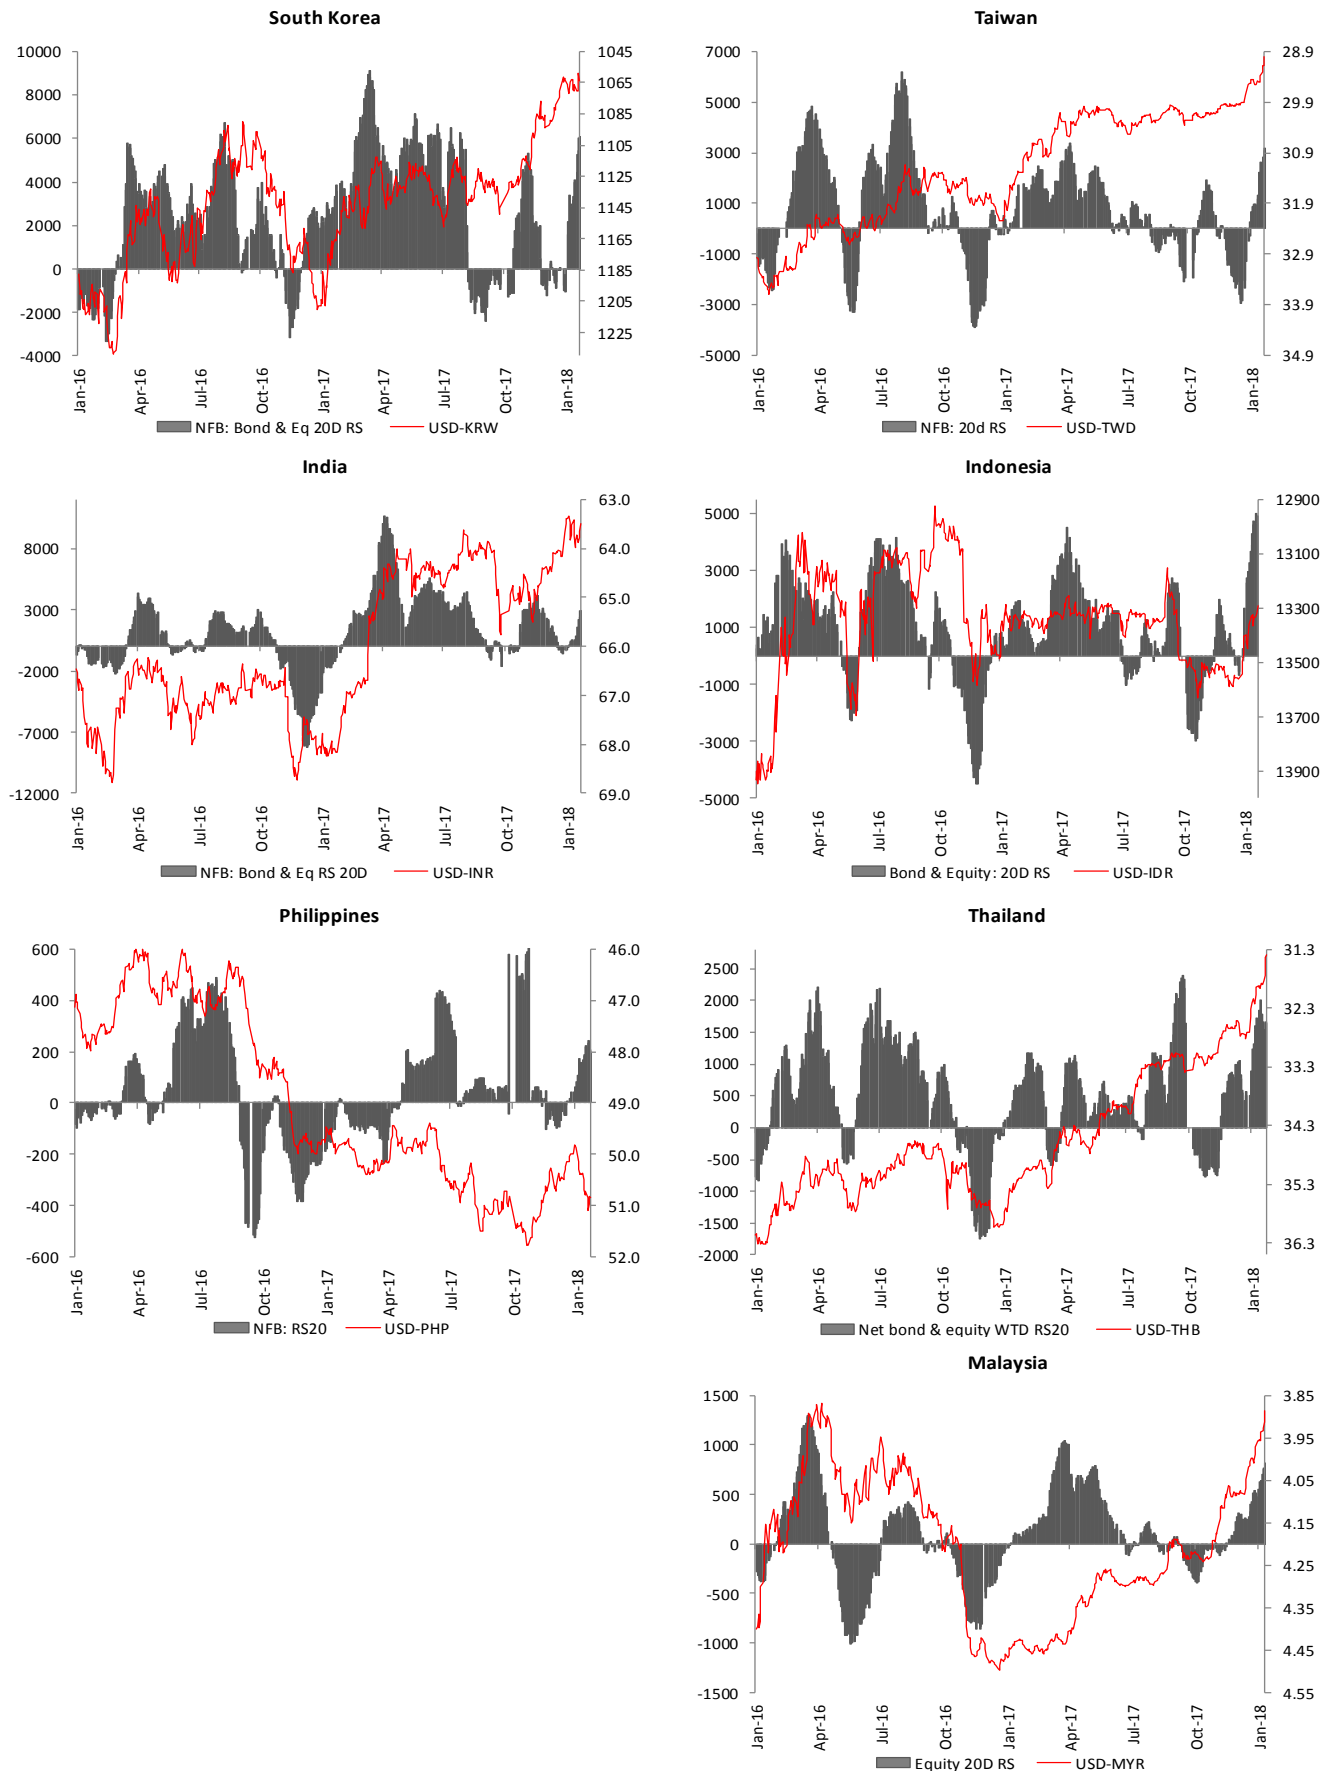 South Korea
10000
8000
6000
4000
2000
0
-2000
-4000
1045
1065
1085
1105
1125
1145
1165
1185
1205
1225
Jan-16
Apr-16
Jul-16
Oct-16
Jan-17
Apr-17
Jul-17
Oct-17
Jan-18
NFB: Bond & Eq 20D RS USD-KRW
Taiwan
7000
5000
3000
1000
-1000
-3000
-5000
28.9
29.9
30.9
31.9
32.9
33.9
34.9
Jan-16
Apr-16
Jul-16
Oct-16
Jan-17
Apr-17
Jul-17
Oct-17
Jan-18
NFB: 20d RS USD-TWD
India
8000
3000
-2000
-7000
-12000
63.0
64.0
65.0
66.0
67.0
68.0
69.0
Jan-16
Apr-16
Jul-16
Oct-16
Jan-17
Apr-17
Jul-17
Oct-17
Jan-18
NFB: Bond & Eq RS 20D USD-INR
Indonesia
5000
3000
1000
-1000
-3000
-5000
12900
13100
13300
13500
13700
13900
Jan-16
Apr-16
Jul-16
Oct-16
Jan-17
Apr-17
Jul-17
Oct-17
Jan-18
Bond & Equity: 20D RS USD-IDR
Philippines
600
400
200
0
-200
-400
-600
46.0
47.0
48.0
49.0
50.0
51.0
52.0
Jan-16
Apr-16
Jul-16
Oct-16
Jan-17
Apr-17
Jul-17
Oct-17
Jan-18
NFB: RS20 USD-PHP
Thailand
2500
2000
1500
1000
500
0
-500
-1000
-1500
-2000
31.3
32.3
33.3
34.3
35.3
36.3
Jan-16
Apr-16
Jul-16
Oct-16
Jan-17
Apr-17
Jul-17
Oct-17
Jan-18
Net bond & equity WTD RS20 USD-THB
Malaysia
1500
1000
500
0
-500
-1000
-1500
3.85
3.95
4.05
4.15
4.25
4.35
4.45
4.55
Jan-16
Apr-16
Jul-16
Oct-16
Jan-17
Apr-17
Jul-17
Oct-17
Jan-18
Equity 20D RS USD-MYR